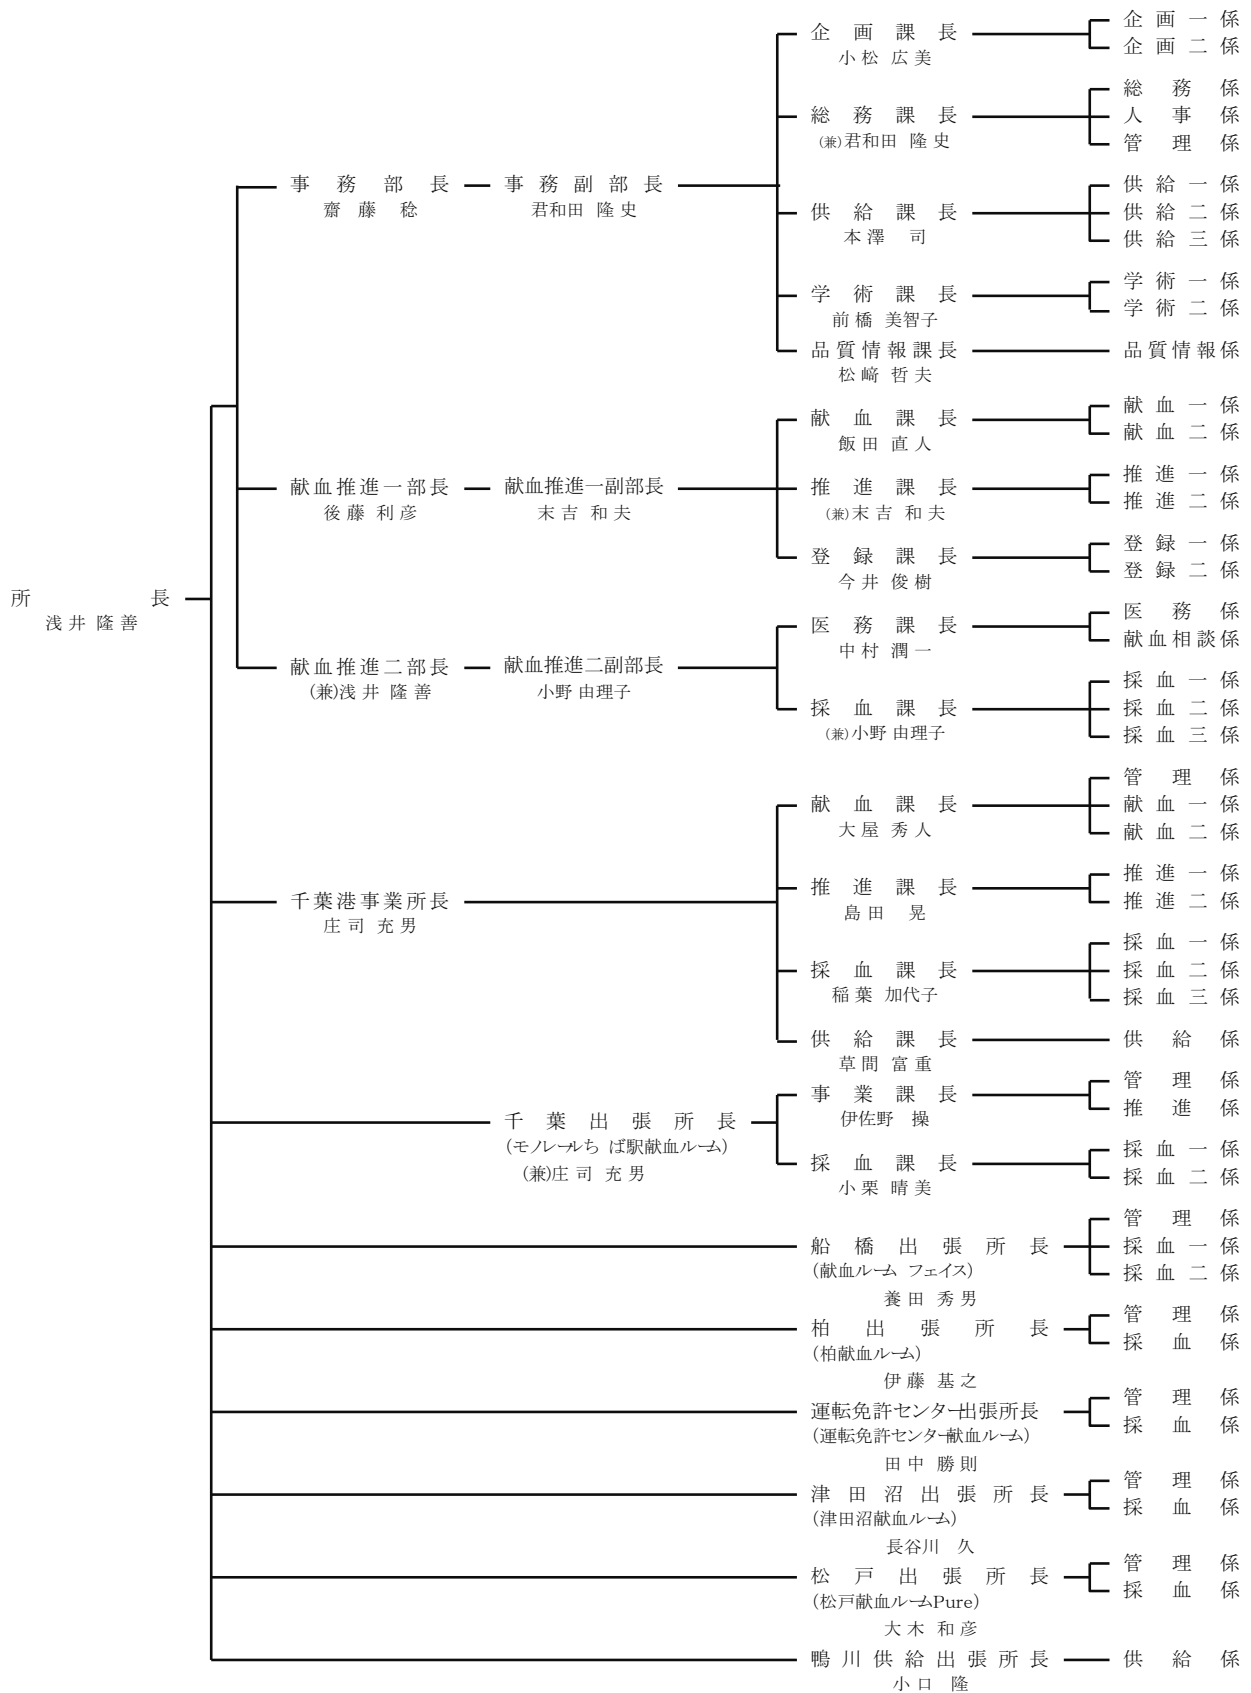 所長
浅井 隆善
事務部長
齋藤 稔
事務副部長
君和田 隆史
企画課長
小松 広美
企画一係
企画二係
総務課長
(兼)君和田 隆史
総務係
人事係
管理係
供給課長
本澤 司
供給一係
供給二係
供給三係
学術課長
前橋 美智子
学術一係
学術二係
品質情報課長
松﨑 哲夫
品質情報係
献血推進一部長
後藤 利彦
献血推進一副部長
末吉 和夫
献血課長
飯田 直人
献血一係
献血二係
推進課長
(兼)末吉 和夫
推進一係
推進二係
登録課長
今井 俊樹
登録一係
登録二係
献血推進二部長
(兼)浅井 隆善
献血推進二副部長
小野 由理子
医務課長
中村 潤一
医務係
献血相談係
採血課長
(兼)小野 由理子
採血一係
採血二係
採血三係
千葉港事業所長
庄司 充男
献血課長
大屋 秀人
管理係
献血一係
献血二係
推進課長
島田 晃
推進一係
推進二係
採血課長
稲葉 加代子
採血一係
採血二係
採血三係
供給課長
草間 富重
供給係
千葉出張所長
(モノレールちば駅献血ルーム)
(兼)庄司 充男
事業課長
伊佐野 操
管理係
推進係
採血課長
小栗 晴美
採血一係
採血二係
船橋出張所長
(献血ルーム フェイス)
養田 秀男
管理係
採血一係
採血二係
柏出張所長
(柏献血ルーム)
伊藤 基之
管理係
採血係
運転免許センター出張所長
(運転免許センター献血ルーム)
田中 勝則
管理係
採血係
津田沼出張所長
(津田沼献血ルーム)
長谷川 久
管理係
採血係
松戸出張所長
(松戸献血ルームPure)
大木 和彦
管理係
採血係
鴨川供給出張所長
小口 隆
供給係